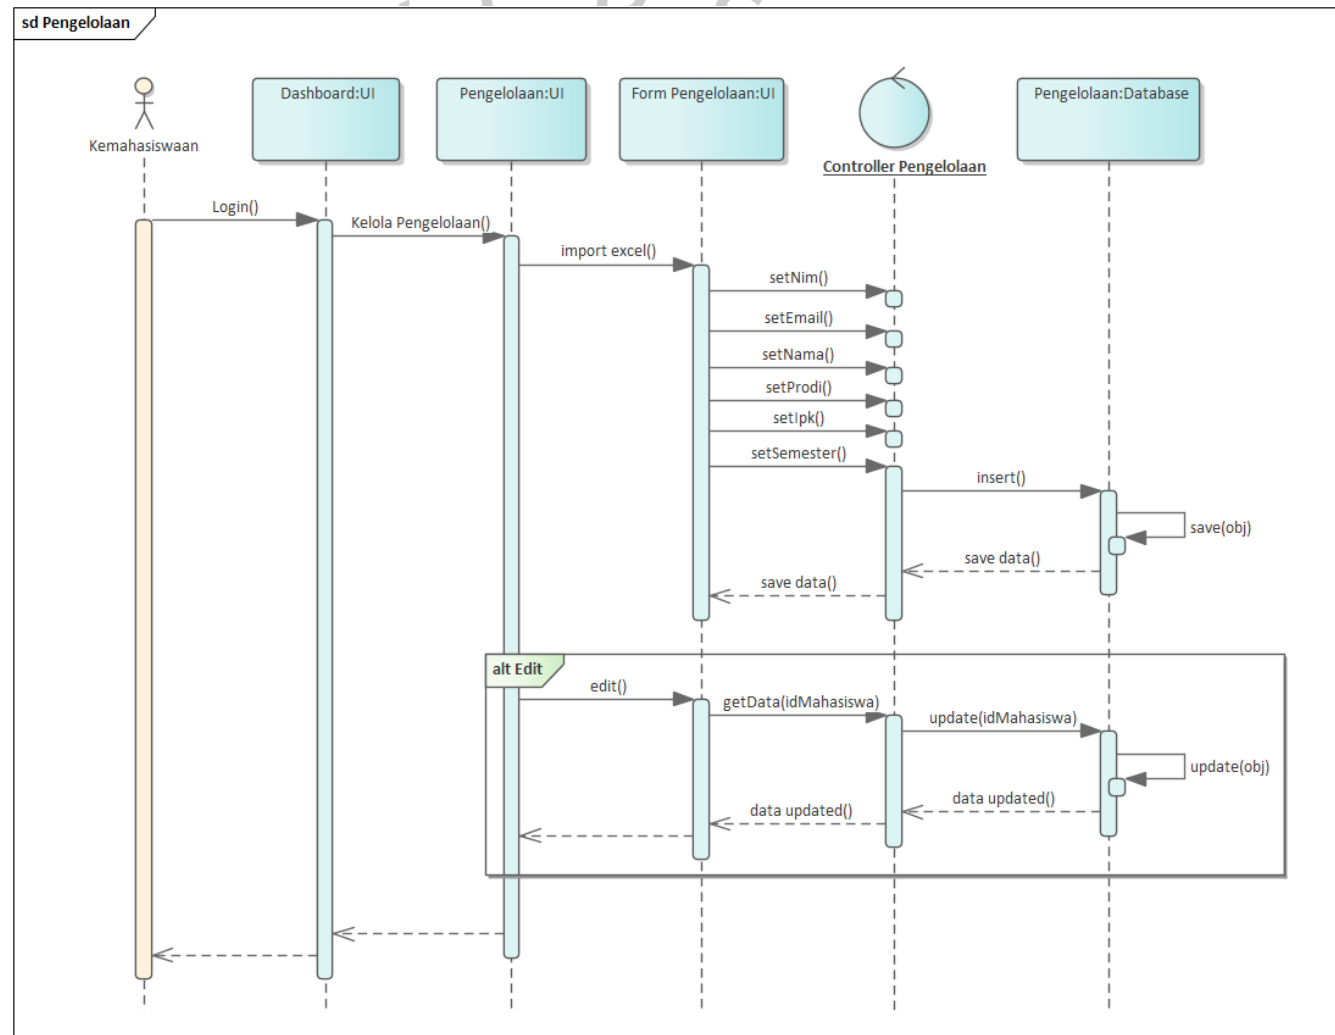 sd Pengelolaan
Dashboard:UI
Pengelolaan:UI
Form Pengelolaan:UI
Pengelolaan:Database
Kemahasiswaan
Controller Pengelolaan
Login()
Kelola Pengelolaan()
import excel()
setNim()
setEmail()
setNama()
setProdi()
setIpk()
setSemester()
insert()
save(obj)
save data()
save data()
alt Edit
edit()
getData(idMahasiswa)
update(idMahasiswa)
update(obj)
data updated()
data updated()